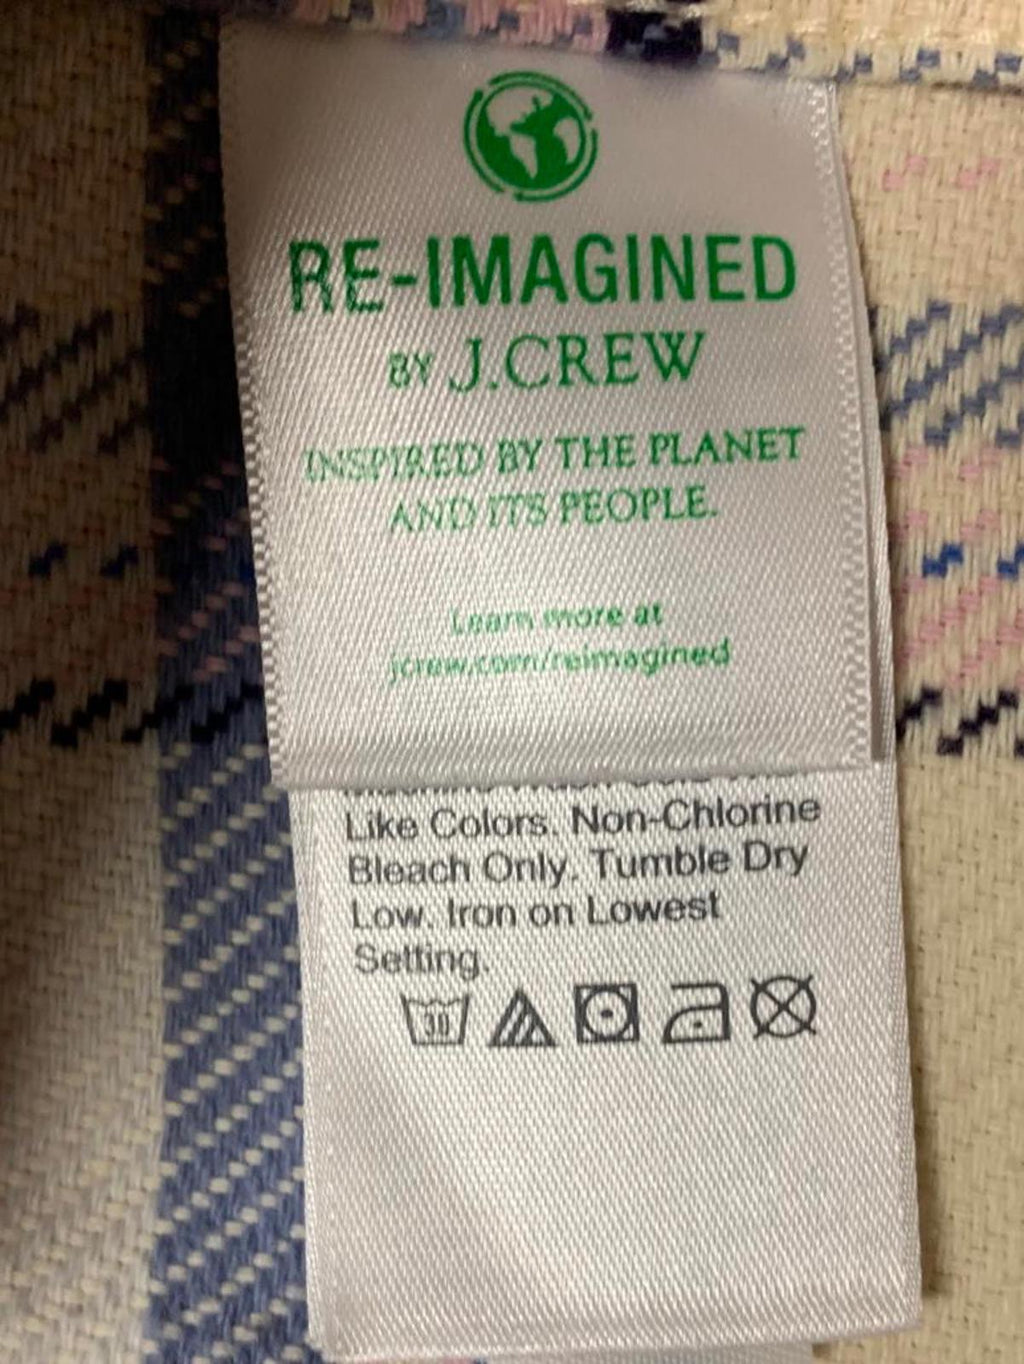 RE-IMAGINED
BY J.CREW
INSPIRED BY THE PLANET
AND ITS PEOPLE.
Learn more at
jcrew.com/reimagined
Like Colors. Non-Chlorine
Bleach Only. Tumble Dry
Low. Iron on Lowest
Setting.
30